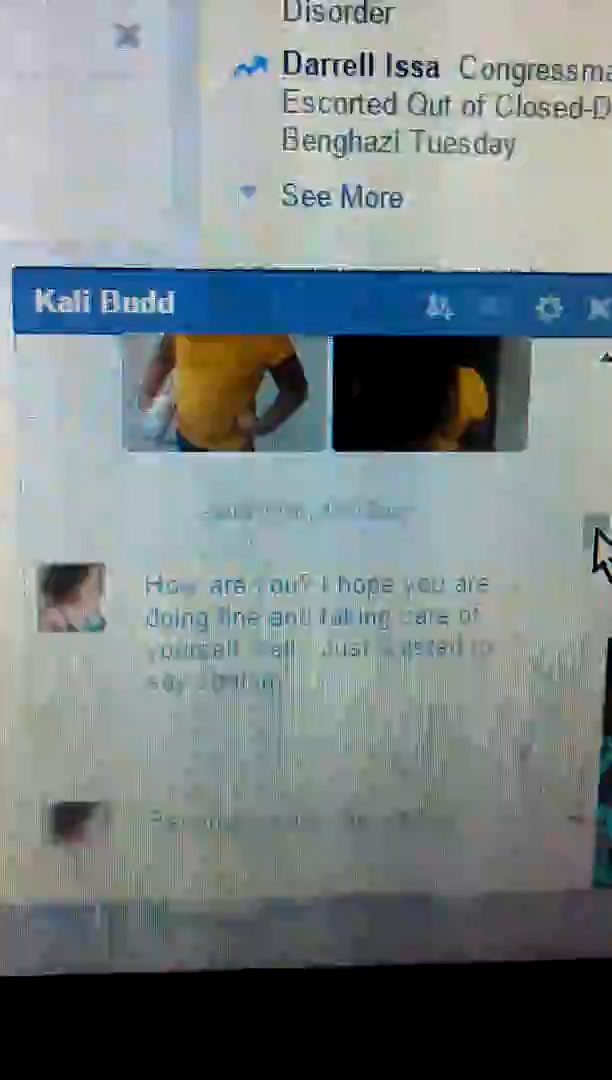 Disorder
Darrell Issa Congressma
Escorted Out of Closed-D
Benghazi Tuesday
See More
Kali Budd
How are you? I hope you are
doing fine and taking care of
yourself well. Just wanted to
say